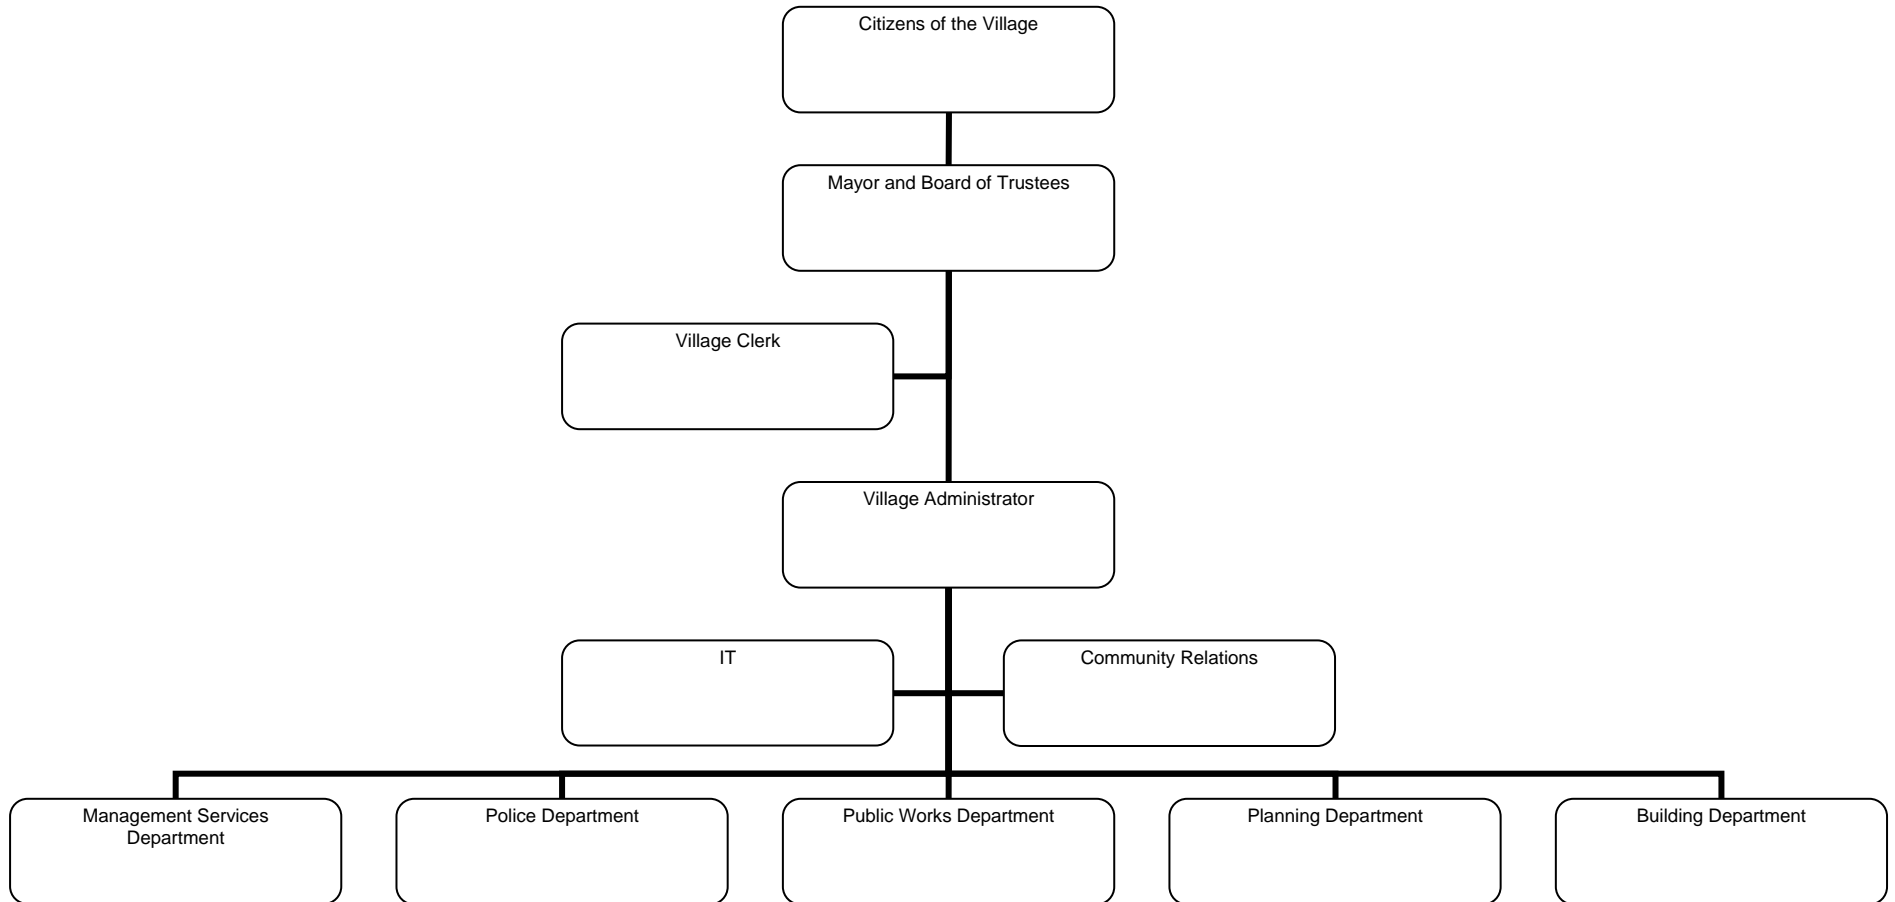 Citizens of the Village
Mayor and Board of Trustees
Village Clerk
Village Administrator
IT
Community Relations
Management Services
Department
Police Department
Public Works Department
Planning Department
Building Department